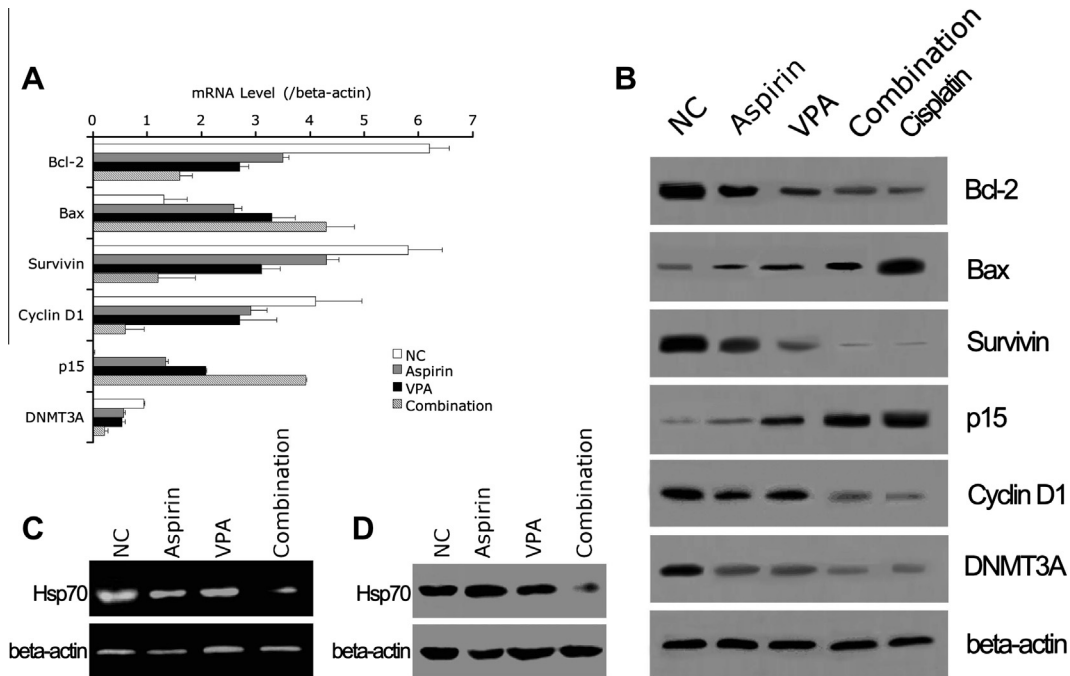 A
mRNA Level (/beta-actin)
0 1 2 3 4 5 6 7
Bcl-2
Bax
Survivin
Cyclin D1
p15
DNMT3A
NC
Aspirin
VPA
Combination
B
NC Aspirin VPA Combination Cisplatin
Bcl-2
Bax
Survivin
p15
Cyclin D1
DNMT3A
beta-actin
C
NC Aspirin VPA Combination
Hsp70
beta-actin
D
NC Aspirin VPA Combination
Hsp70
beta-actin